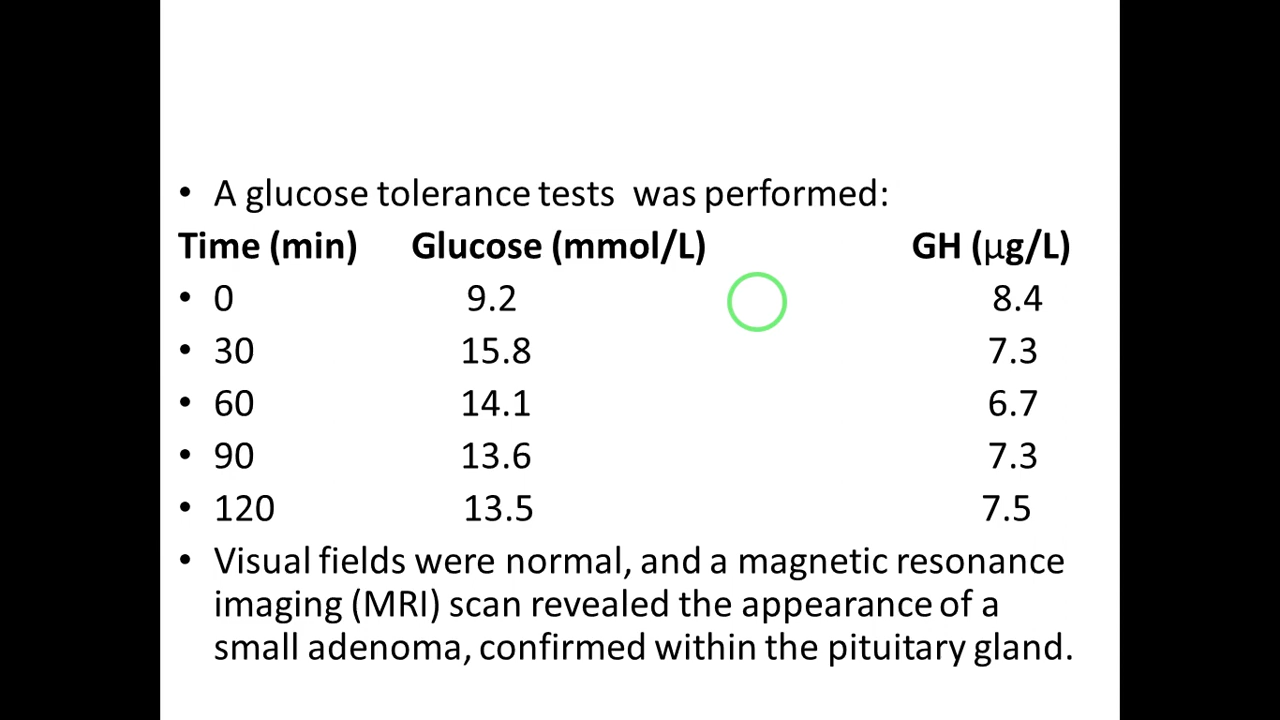 • A glucose tolerance tests  was performed:
Time (min) Glucose (mmol/L) GH (µg/L)
• 0 9.2 8.4
• 30 15.8 7.3
• 60 14.1 6.7
• 90 13.6 7.3
• 120 13.5 7.5
• Visual fields were normal, and a magnetic resonance
imaging (MRI) scan revealed the appearance of a
small adenoma, confirmed within the pituitary gland.